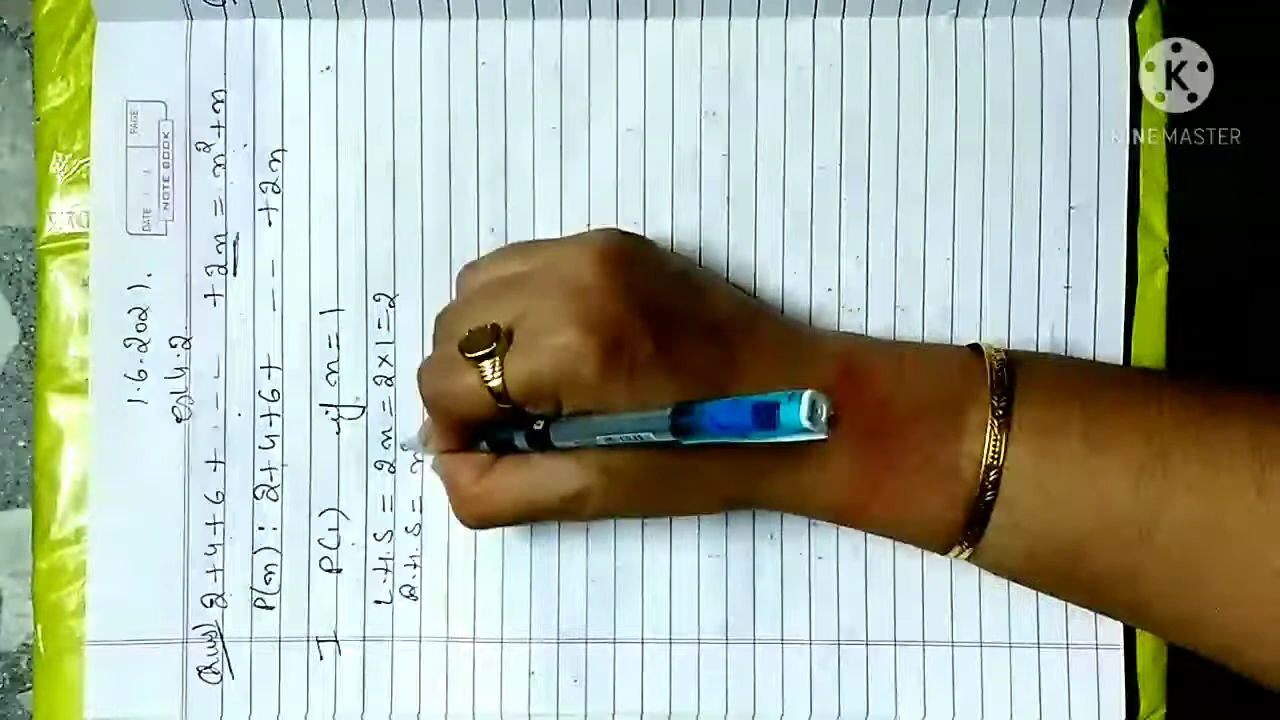 PAGE
DATE
NOTE BOOK
1.6.2021.
Ex 4.2
Ques) 2+4+6+ - - - +2n = n²+n
P(n) : 2+4+6+ - - - +2n
I P(1) if n=1
L.H.S = 2n = 2×1=2
R.H.S = n
KINEMASTER